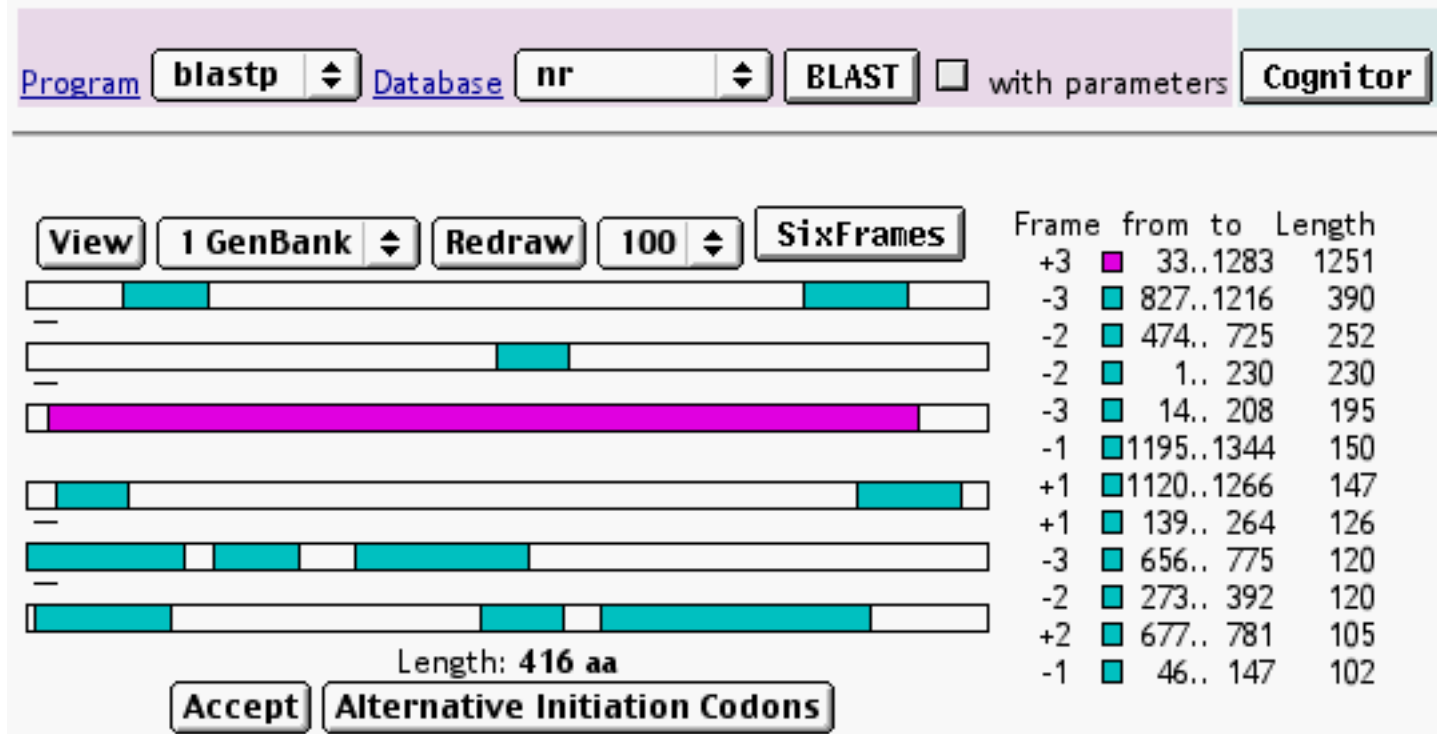 Program blastp Database nr BLAST with parameters Cognitor
View 1 GenBank Redraw 100 SixFrames
Frame from to Length
+3 33..1283 1251
-3 827..1216 390
-2 474.. 725 252
-2 1.. 230 230
-3 14.. 208 195
-1 1195..1344 150
+1 1120..1266 147
+1 139.. 264 126
-3 656.. 775 120
-2 273.. 392 120
+2 677.. 781 105
-1 46.. 147 102
Length: 416 aa
Accept Alternative Initiation Codons